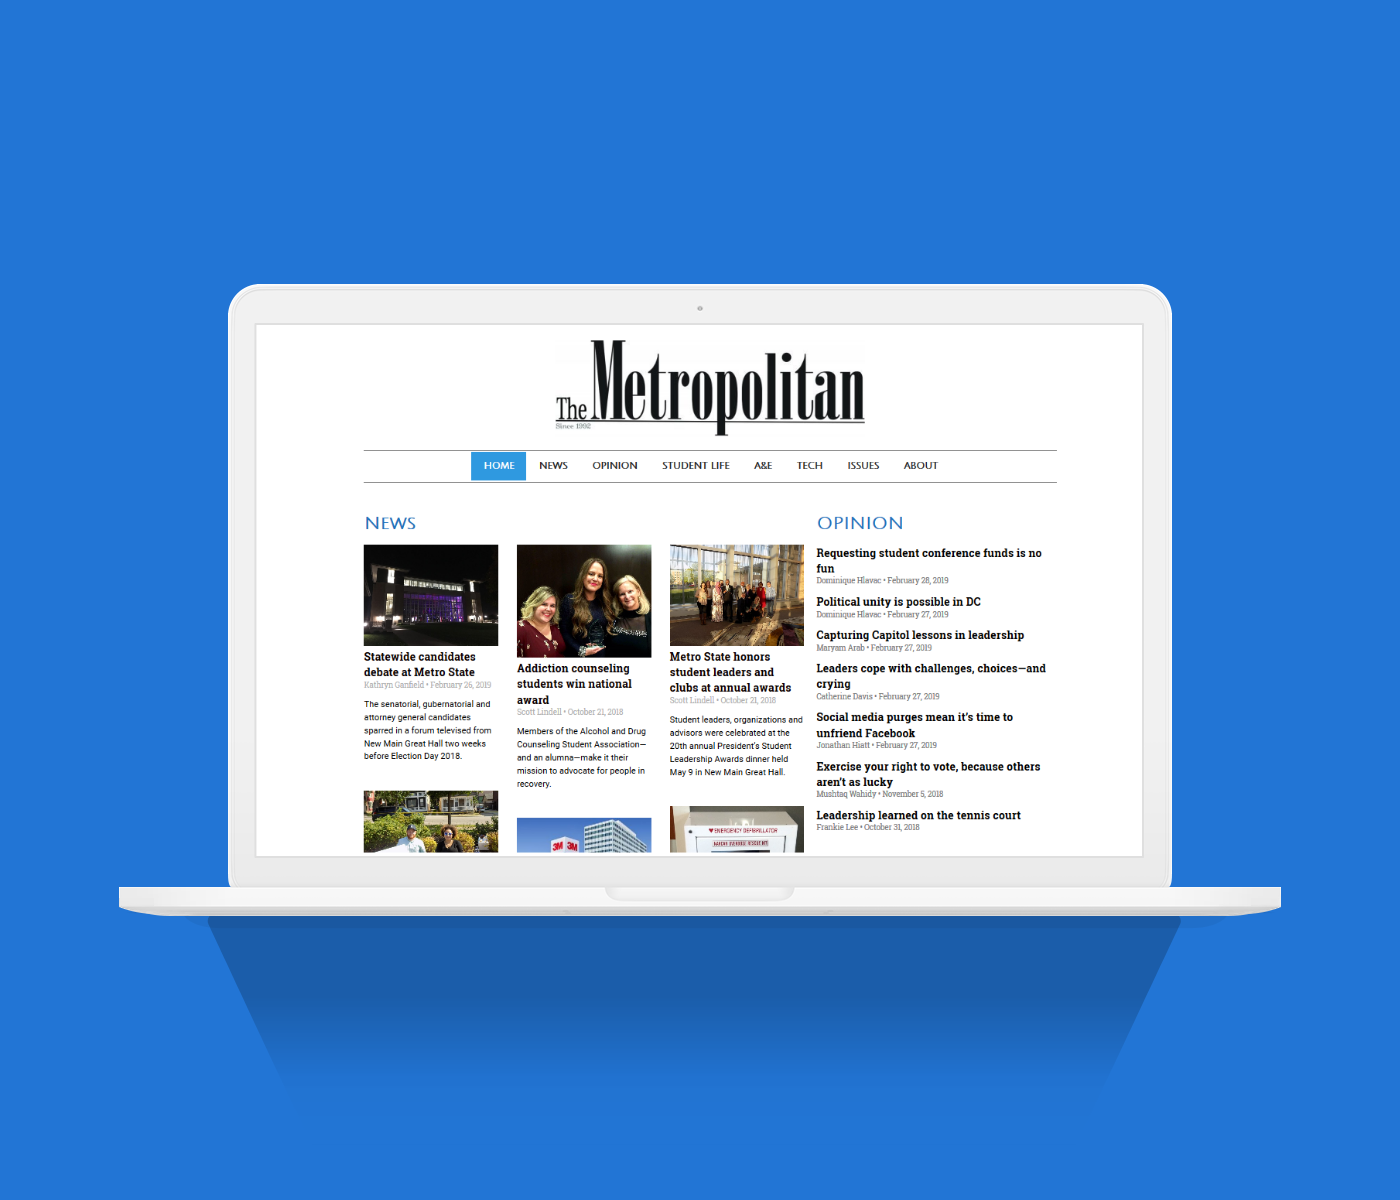 The Metropolitan
Since 1992
HOME NEWS OPINION STUDENT LIFE A&E TECH ISSUES ABOUT
NEWS
Statewide candidates
debate at Metro State
Kathryn Ganfield • February 26, 2019
The senatorial, gubernatorial and
attorney general candidates
sparred in a forum televised from
New Main Great Hall two weeks
before Election Day 2018.
Addiction counseling
students win national
award
Scott Lindell • October 21, 2018
Members of the Alcohol and Drug
Counseling Student Association—
and an alumna—make it their
mission to advocate for people in
recovery.
3M 3M
Metro State honors
student leaders and
clubs at annual awards
Scott Lindell • October 21, 2018
Student leaders, organizations and
advisors were celebrated at the
20th annual President's Student
Leadership Awards dinner held
May 9 in New Main Great Hall.
EMERGENCY DEFIBRILLATOR
OPINION
Requesting student conference funds is no
fun
Dominique Hlavac • February 28, 2019
Political unity is possible in DC
Dominique Hlavac • February 27, 2019
Capturing Capitol lessons in leadership
Maryam Arab • February 27, 2019
Leaders cope with challenges, choices—and
crying
Catherine Davis • February 27, 2019
Social media purges mean it's time to
unfriend Facebook
Jonathan Hiatt • February 27, 2019
Exercise your right to vote, because others
aren't as lucky
Mushtaq Wahidy • November 5, 2018
Leadership learned on the tennis court
Frankie Lee • October 31, 2018